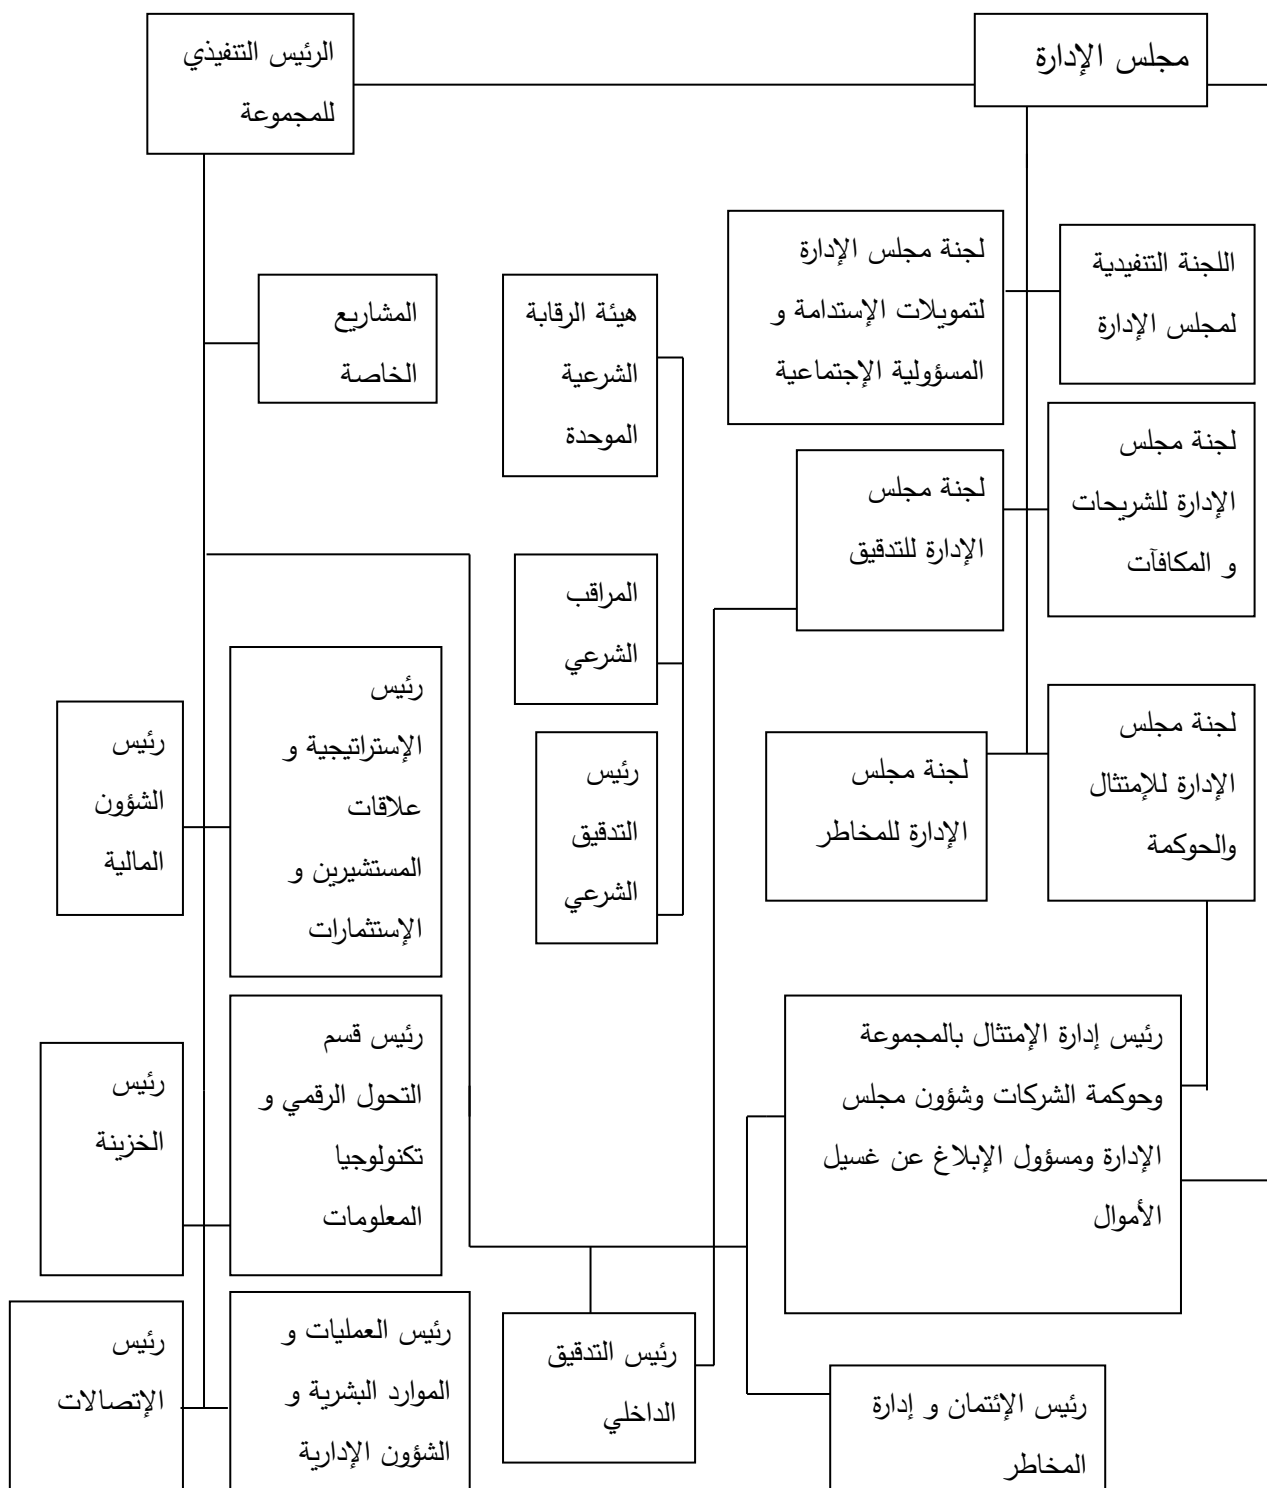 مجلس الإدارة
الرئيس التنفيذي
للمجموعة
اللجنة التنفيدية
لمجلس الإدارة
لجنة مجلس الإدارة
لتمويلات الإستدامة و
المسؤولية الإجتماعية
هيئة الرقابة
الشرعية
الموحدة
المشاريع
الخاصة
لجنة مجلس
الإدارة للشريحات
و المكافآت
لجنة مجلس
الإدارة للتدقيق
المراقب
الشرعي
رئيس
الإستراتيجية و
علاقات
المستشيرين و
الإستثمارات
رئيس
الشؤون
المالية
لجنة مجلس
الإدارة للإمتثال
والحوكمة
لجنة مجلس
الإدارة للمخاطر
رئيس
التدقيق
الشرعي
رئيس إدارة الإمتثال بالمجموعة
وحوكمة الشركات وشؤون مجلس
الإدارة ومسؤول الإبلاغ عن غسيل
الأموال
رئيس قسم
التحول الرقمي و
تكنولوجيا
المعلومات
رئيس
الخزينة
رئيس التدقيق
الداخلي
رئيس العمليات و
الموارد البشرية و
الشؤون الإدارية
رئيس
الإتصالات
رئيس الإئتمان و إدارة
المخاطر